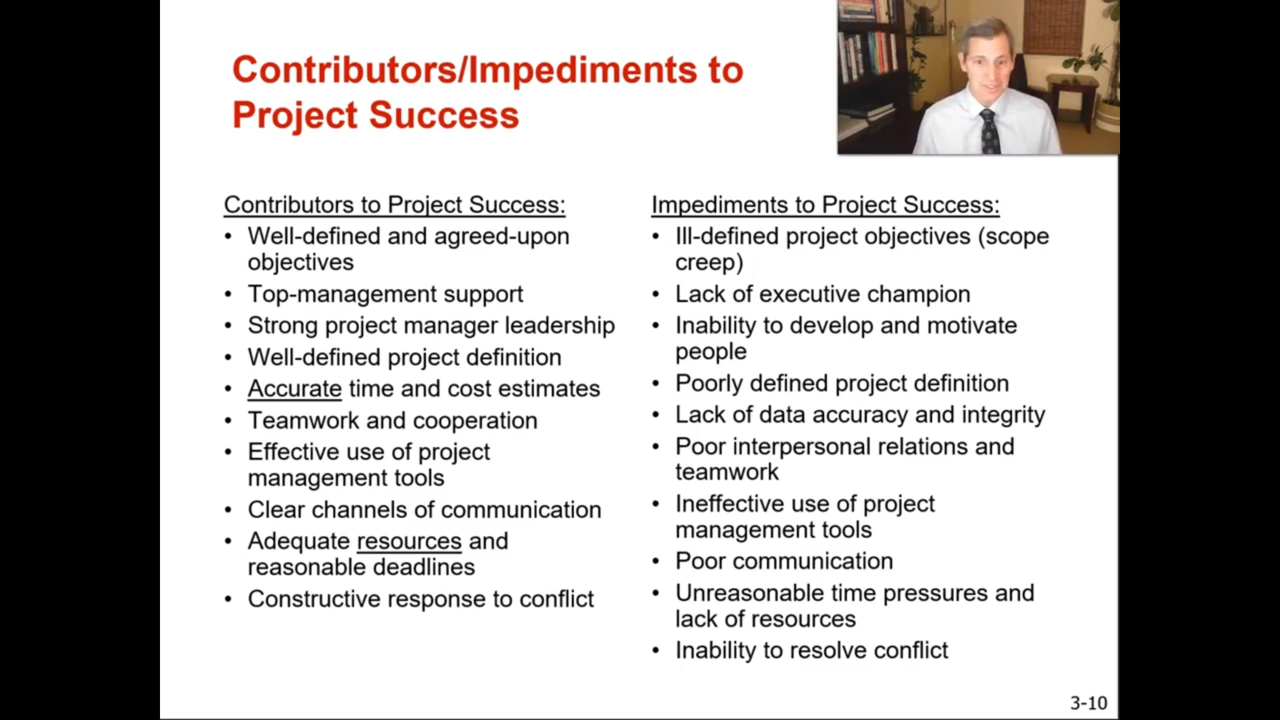 Contributors/Impediments to
Project Success
Contributors to Project Success:
• Well-defined and agreed-upon
objectives
• Top-management support
• Strong project manager leadership
• Well-defined project definition
• Accurate time and cost estimates
• Teamwork and cooperation
• Effective use of project
management tools
• Clear channels of communication
• Adequate resources and
reasonable deadlines
• Constructive response to conflict
Impediments to Project Success:
• Ill-defined project objectives (scope
creep)
• Lack of executive champion
• Inability to develop and motivate
people
• Poorly defined project definition
• Lack of data accuracy and integrity
• Poor interpersonal relations and
teamwork
• Ineffective use of project
management tools
• Poor communication
• Unreasonable time pressures and
lack of resources
• Inability to resolve conflict
3-10